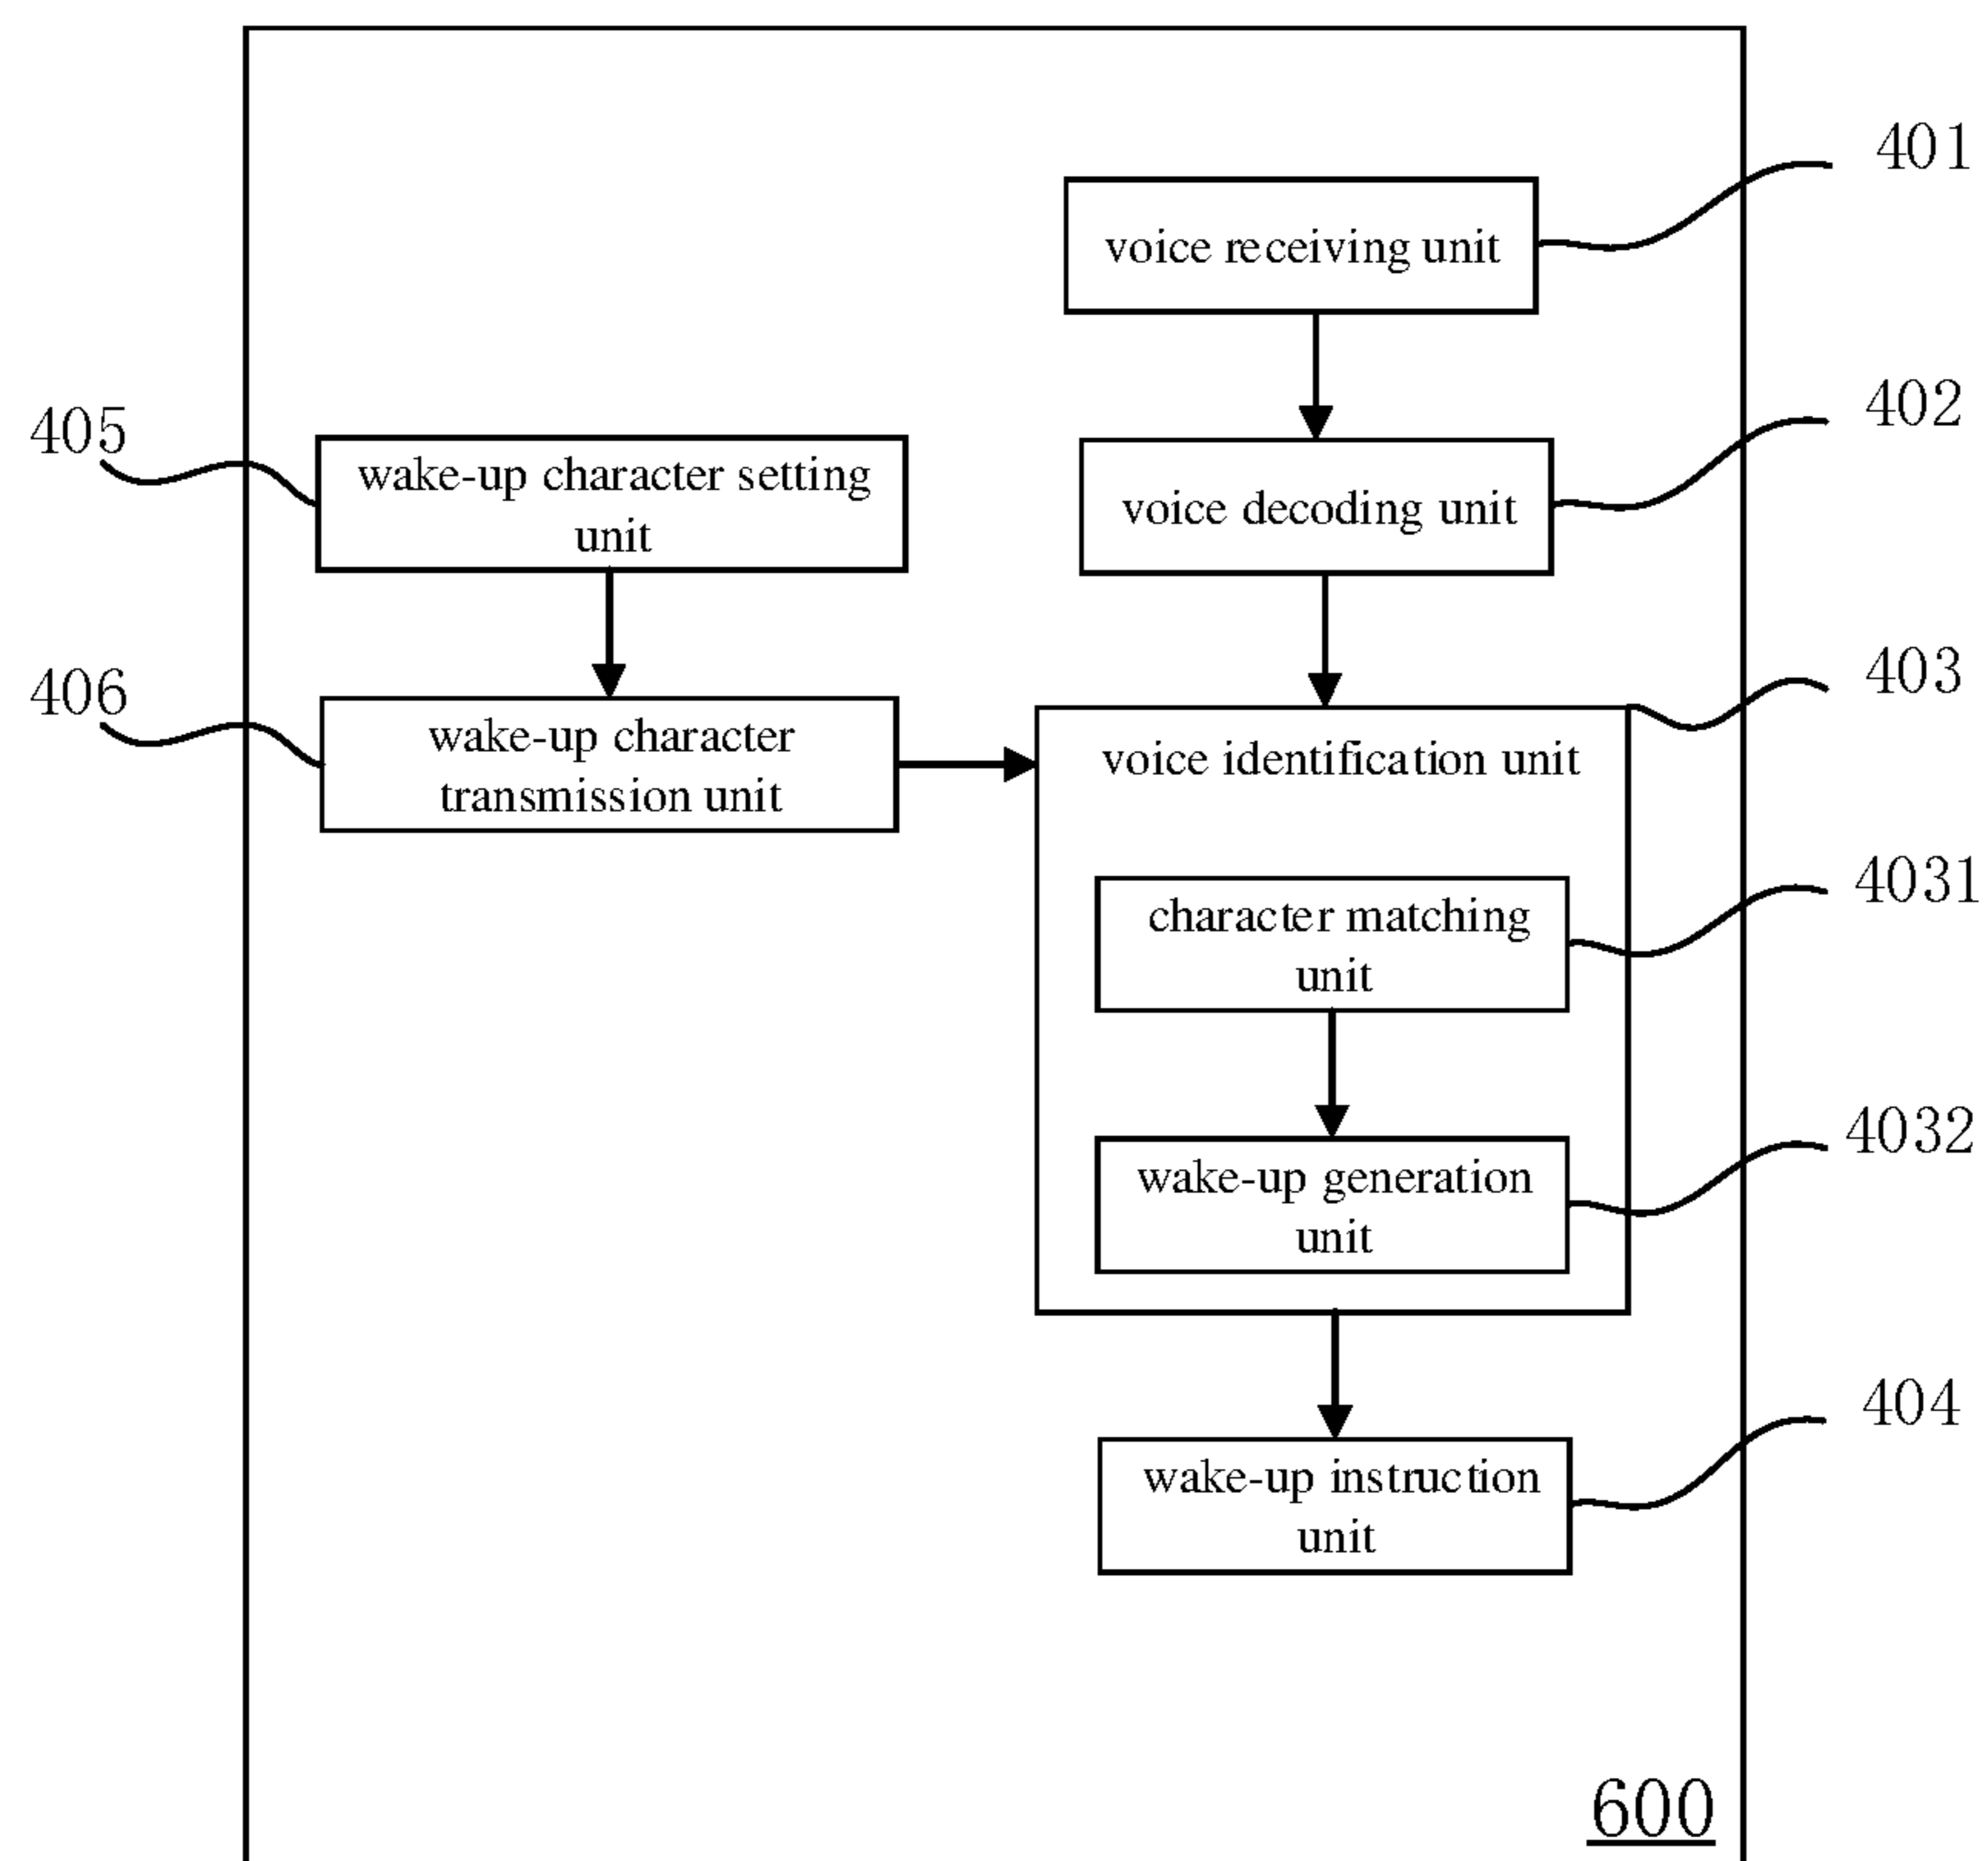 401
voice receiving unit
402
405
wake-up character setting
unit
voice decoding unit
403
406
wake-up character
transmission unit
voice identification unit
4031
character matching
unit
4032
wake-up generation
unit
404
wake-up instruction
unit
600